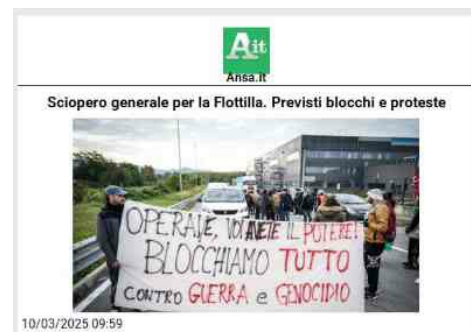 Ait
Ansa.it
Sciopero generale per la Flottilla. Previsti blocchi e proteste
OPERAIE, VOI AVETE IL POTERE!
BLOCCHIAMO TUTTO
CONTRO GUERRA e GENOCIDIO
10/03/2025 09:59